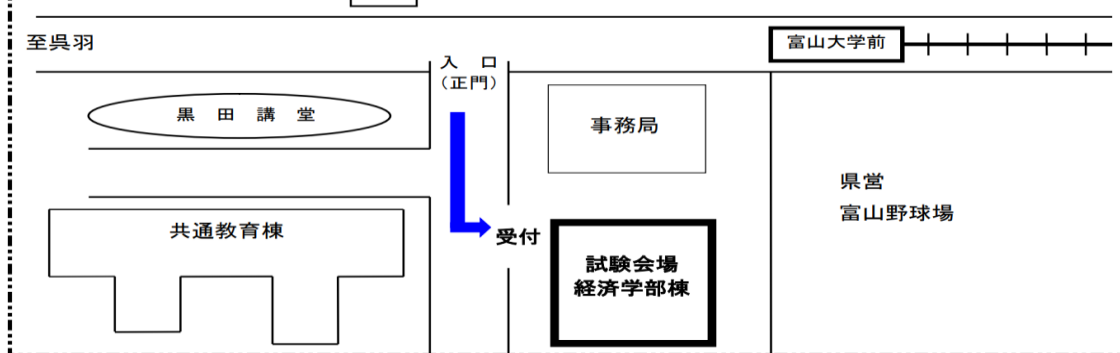 至呉羽
富山大学前
入　口
（正門）
黒　田　講　堂
事務局
県営
富山野球場
共通教育棟
受付
試験会場
経済学部棟